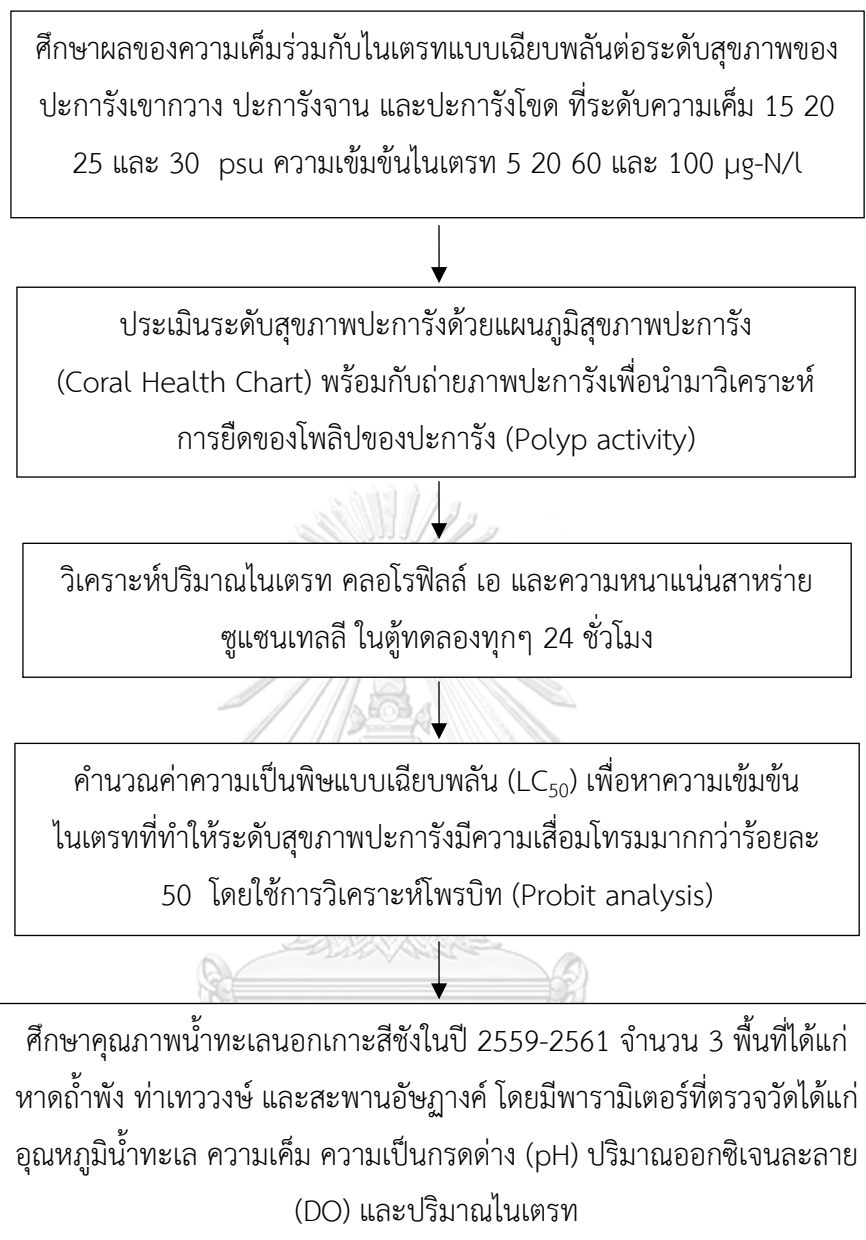 ศึกษาผลของความเค็มร่วมกับไนเตรทแบบเฉียบพลันต่อระดับสุขภาพของ
ปะการังเขากวาง ปะการังจาน และปะการังโขด ที่ระดับความเค็ม 15 20
25 และ 30 psu ความเข้มข้นไนเตรท 5 20 60 และ 100 µg-N/l
ประเมินระดับสุขภาพปะการังด้วยแผนภูมิสุขภาพปะการัง
(Coral Health Chart) พร้อมกับถ่ายภาพปะการังเพื่อนำมาวิเคราะห์
การยืดของโพลิปของปะการัง (Polyp activity)
วิเคราะห์ปริมาณไนเตรท คลอโรฟิลล์ เอ และความหนาแน่นสาหร่าย
ซูแซนเทลลี ในตู้ทดลองทุกๆ 24 ชั่วโมง
คำนวณค่าความเป็นพิษแบบเฉียบพลัน (LC₅₀) เพื่อหาความเข้มข้น
ไนเตรทที่ทำให้ระดับสุขภาพปะการังมีความเสื่อมโทรมมากกว่าร้อยละ
50 โดยใช้การวิเคราะห์โพรบิท (Probit analysis)
ศึกษาคุณภาพน้ำทะเลนอกเกาะสีชังในปี 2559-2561 จำนวน 3 พื้นที่ได้แก่
หาดถ้ำพัง ท่าเทววงษ์ และสะพานอัษฎางค์ โดยมีพารามิเตอร์ที่ตรวจวัดได้แก่
อุณหภูมิน้ำทะเล ความเค็ม ความเป็นกรดด่าง (pH) ปริมาณออกซิเจนละลาย
(DO) และปริมาณไนเตรท